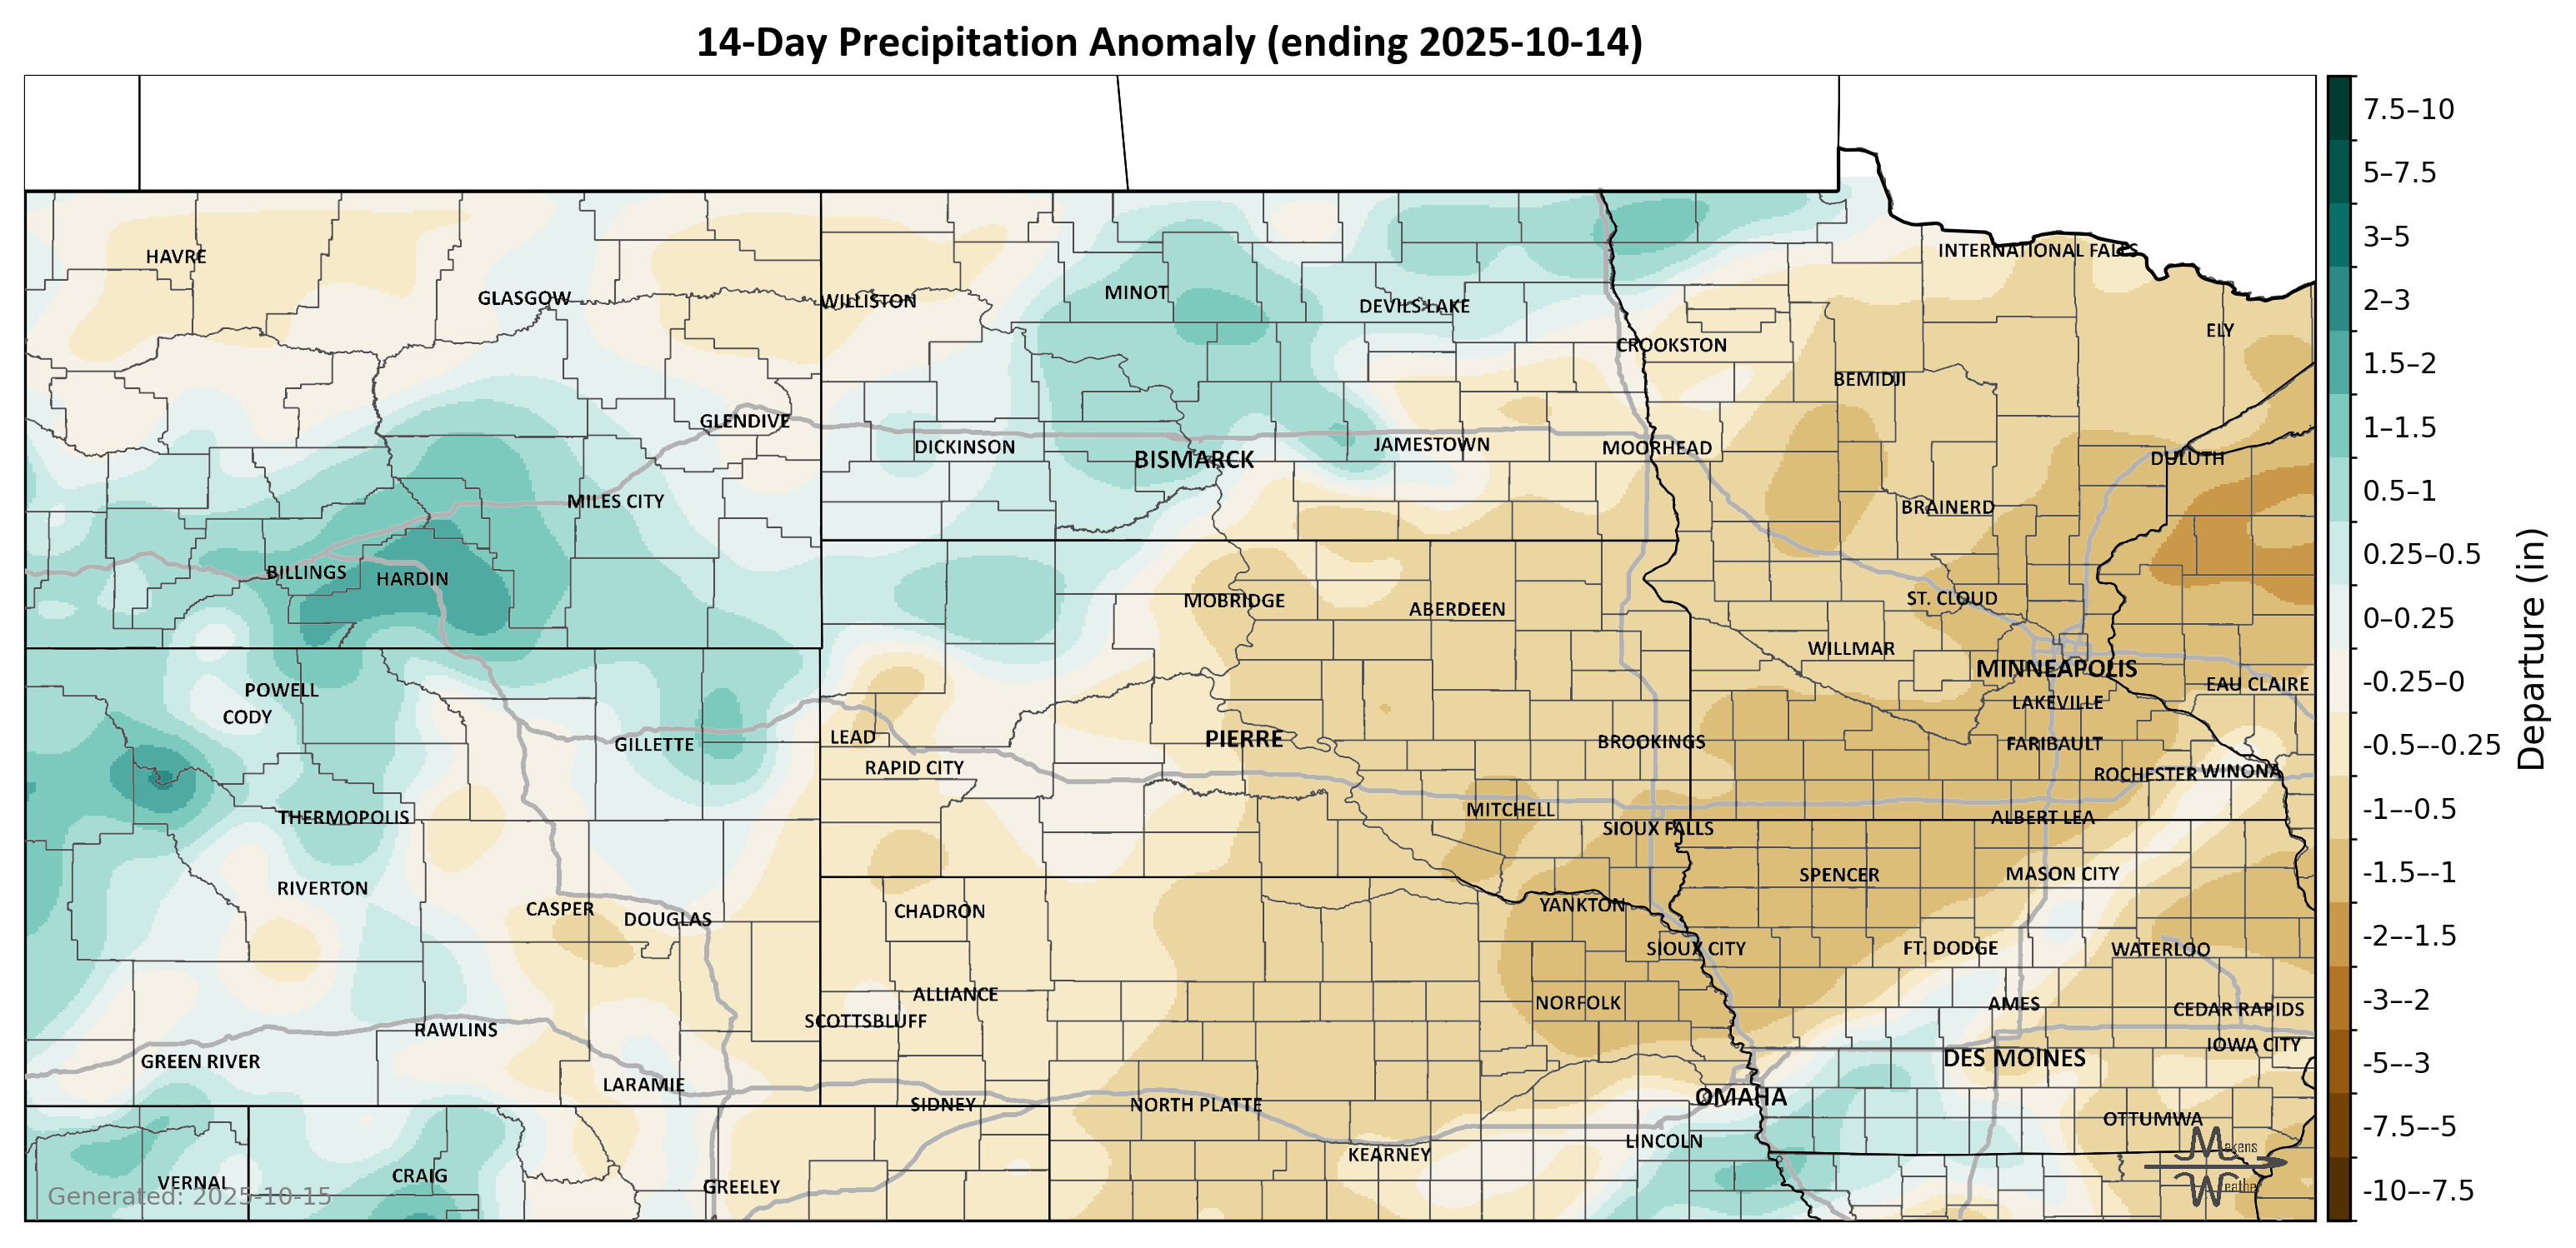 14-Day Precipitation Anomaly (ending 2025-10-14)
7.5–10
5–7.5
3–5
2–3
1.5–2
1–1.5
0.5–1
0.25–0.5
0–0.25
-0.25–0
-0.5–-0.25
-1–-0.5
-1.5–-1
-2–-1.5
-3–-2
-5–-3
-7.5–-5
-10–-7.5
Departure (in)
HAVRE
INTERNATIONAL FALLS
GLASGOW
WILLISTON
MINOT
DEVILS LAKE
ELY
CROOKSTON
BEMIDJI
GLENDIVE
DICKINSON
BISMARCK
JAMESTOWN
MOORHEAD
DULUTH
MILES CITY
BRAINERD
BILLINGS
HARDIN
MOBRIDGE
ABERDEEN
ST. CLOUD
WILLMAR
MINNEAPOLIS
EAU CLAIRE
POWELL
CODY
LAKEVILLE
GILLETTE
LEAD
PIERRE
BROOKINGS
FARIBAULT
RAPID CITY
ROCHESTER
WINONA
THERMOPOLIS
MITCHELL
SIOUX FALLS
ALBERT LEA
RIVERTON
SPENCER
MASON CITY
CASPER
DOUGLAS
CHADRON
YANKTON
SIOUX CITY
FT. DODGE
WATERLOO
ALLIANCE
NORFOLK
AMES
CEDAR RAPIDS
SCOTTSBLUFF
RAWLINS
GREEN RIVER
DES MOINES
IOWA CITY
LARAMIE
SIDNEY
NORTH PLATTE
OMAHA
OTTUMWA
LINCOLN
KEARNEY
VERNAL
CRAIG
GREELEY
Makens
Weather
Generated: 2025-10-15